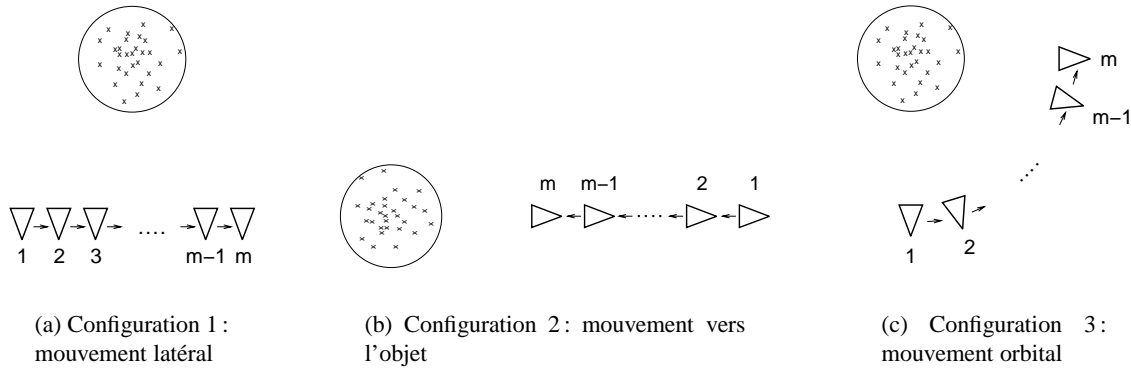 1 2 3 .... m−1 m
(a) Configuration 1 :
mouvement latéral
m m−1 2 1
.....
(b) Configuration 2 : mouvement vers
l'objet
m
m−1
.....
1 2
(c) Configuration 3 :
mouvement orbital